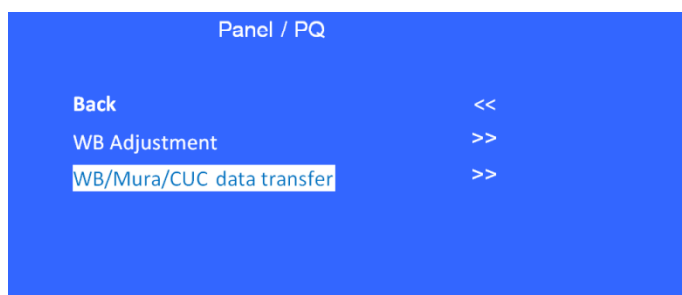 Panel / PQ
Back <<
WB Adjustment >>
WB/Mura/CUC data transfer >>